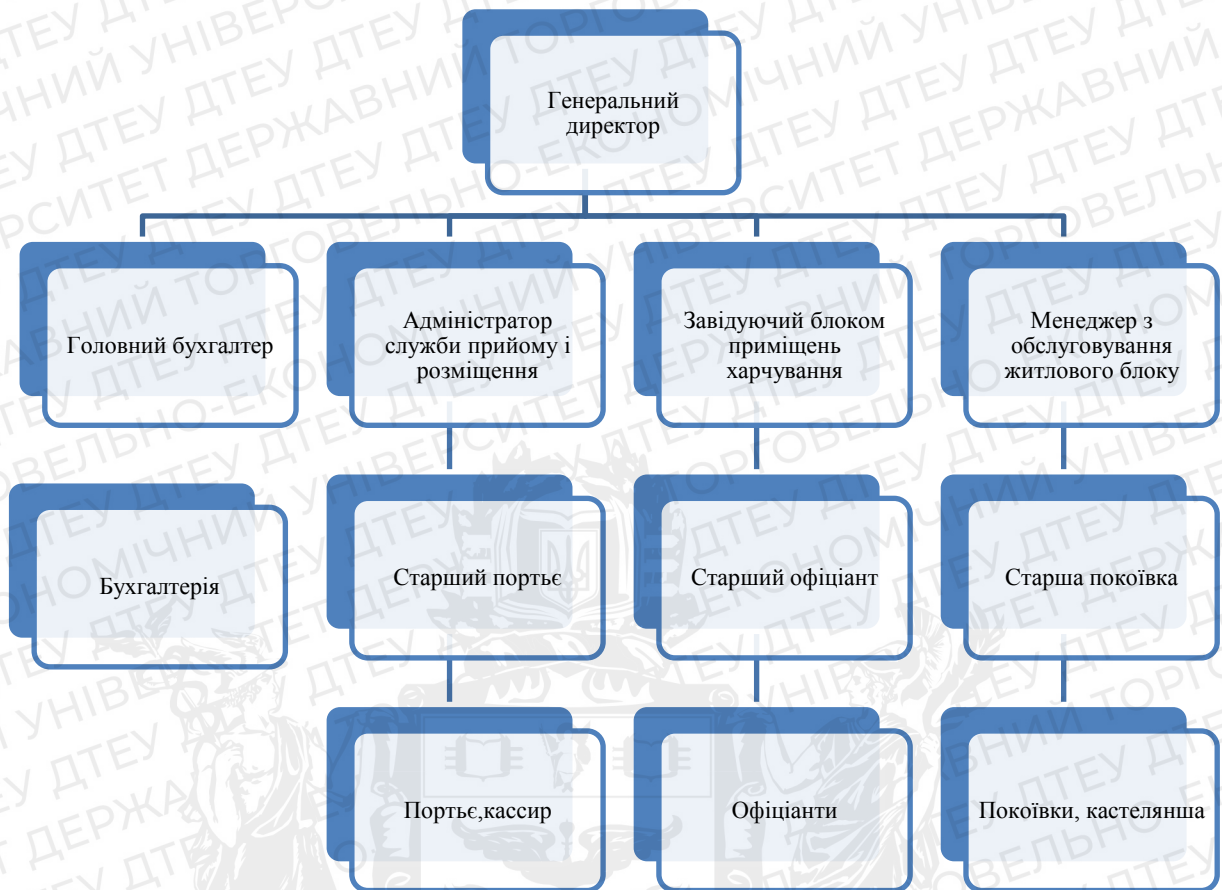 Генеральний
директор
Головний бухгалтер
Адміністратор
служби прийому і
розміщення
Завідуючий блоком
приміщень
харчування
Менеджер з
обслуговування
житлового блоку
Бухгалтерія
Старший портьє
Старший офіціант
Старша покоївка
Портьє,кассир
Офіціанти
Покоївки, кастелянша